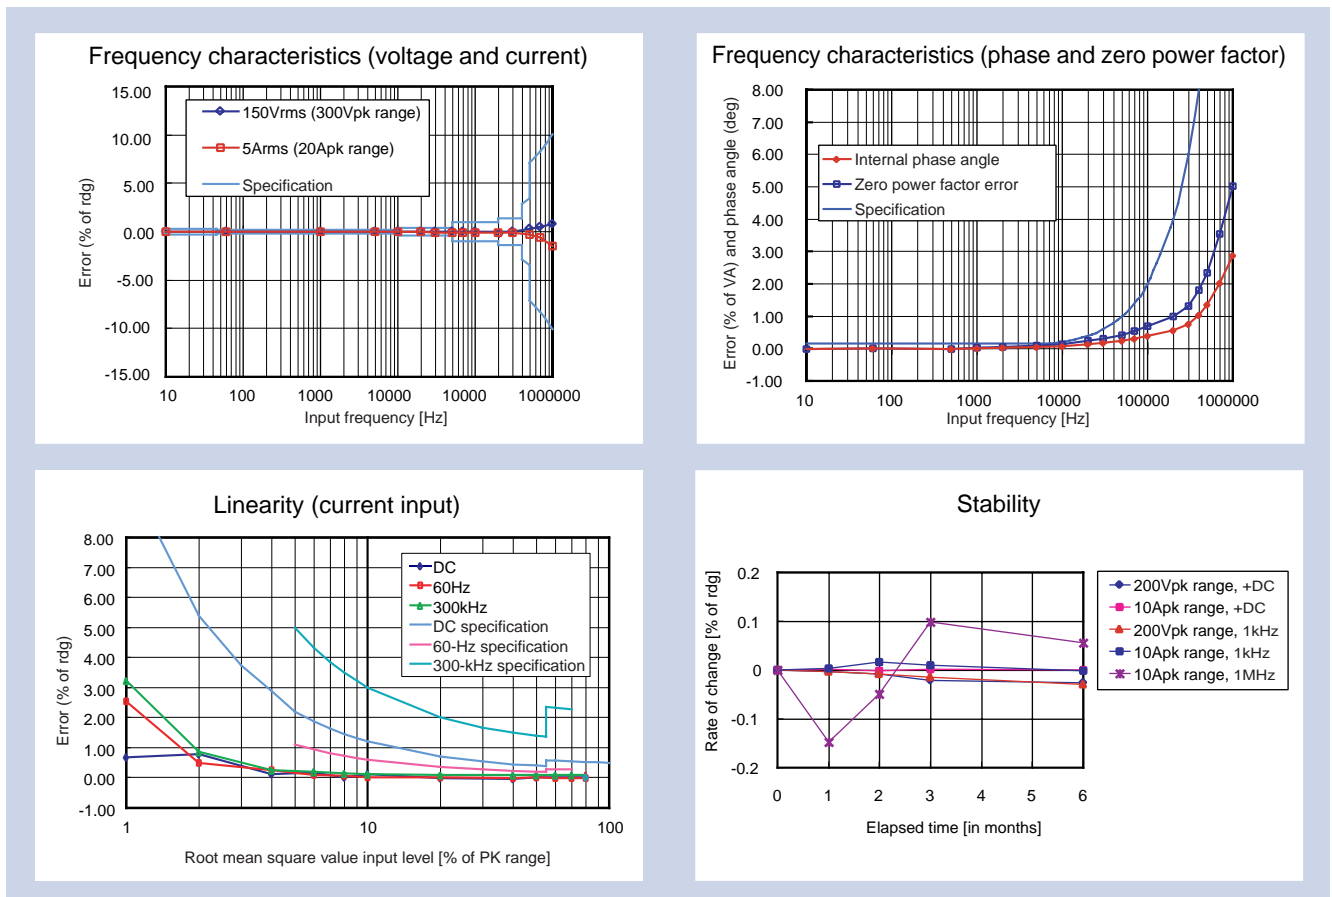 Frequency characteristics (voltage and current)
15.00
10.00
5.00
0.00
-5.00
-10.00
-15.00
Error (% of rdg)
150Vrms (300Vpk range)
5Arms (20Apk range)
Specification
10 100 1000 10000 10000 1000000
Input frequency [Hz]
Frequency characteristics (phase and zero power factor)
8.00
7.00
6.00
5.00
4.00
3.00
2.00
1.00
0.00
-1.00
Error (% of VA) and phase angle (deg)
Internal phase angle
Zero power factor error
Specification
10 100 1000 10000 100000 1000000
Input frequency [Hz]
Linearity (current input)
8.00
7.00
6.00
5.00
4.00
3.00
2.00
1.00
0.00
-1.00
Error (% of rdg)
DC
60Hz
300kHz
DC specification
60-Hz specification
300-kHz specification
1 10 100
Root mean square value input level [% of PK range]
Stability
0.2
0.1
0
-0.1
-0.2
Rate of change [% of rdg]
200Vpk range, +DC
10Apk range, +DC
200Vpk range, 1kHz
10Apk range, 1kHz
10Apk range, 1MHz
0 1 2 3 4 5 6
Elapsed time [in months]